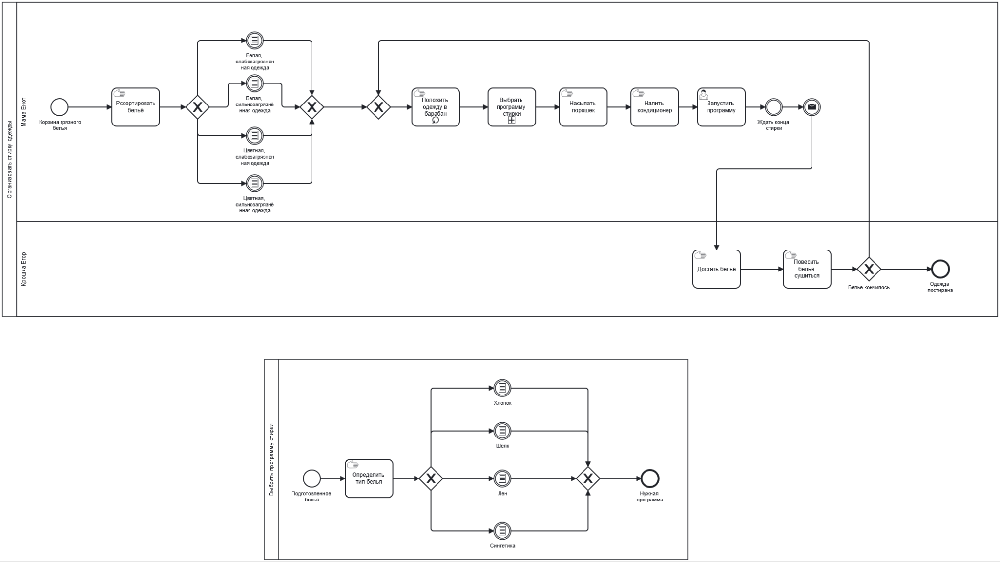 Организовать стирку одежды
Мама Енот
Корзина грязного
белья
Рссортировать
бельё
Белая,
слабозагрязнен
ная одежда
Белая,
сильнозагрязнё
нная одежда
Цветная,
слабозагрязнен
ная одежда
Цветная,
сильнозагрязнё
нная одежда
Положить
одежду в
барабан
Выбрать
программу
стирки
Насыпать
порошек
Налить
кондиционер
Запустить
программу
Ждать конца
стирки
Крошка Егор
Достать бельё
Повесить
бельё
сушиться
Белье кончилось
Одежда
постирана
Выбрать программу стирки
Подготовленное
бельё
Определить
тип белья
Хлопок
Шелк
Лен
Синтетика
Нужная
программа